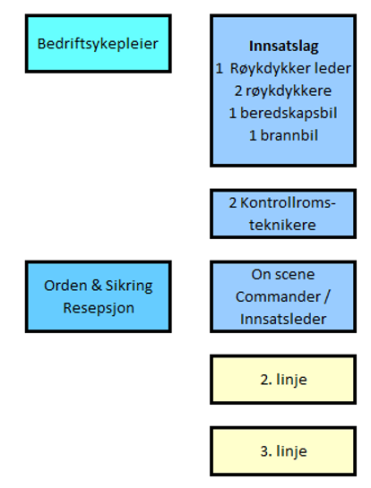 Bedriftsykepleier
Innsatslag
1 Røykdykker leder
2 røykdykkere
1 beredskapsbil
1 brannbil
2 Kontrollroms-
teknikere
Orden & Sikring
Resepsjon
On scene
Commander /
Innsatsleder
2. linje
3. linje